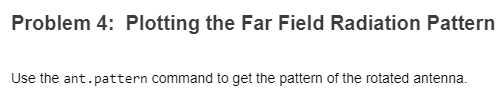 Problem 4:  Plotting the Far Field Radiation Pattern
Use the ant.pattern command to get the pattern of the rotated antenna.